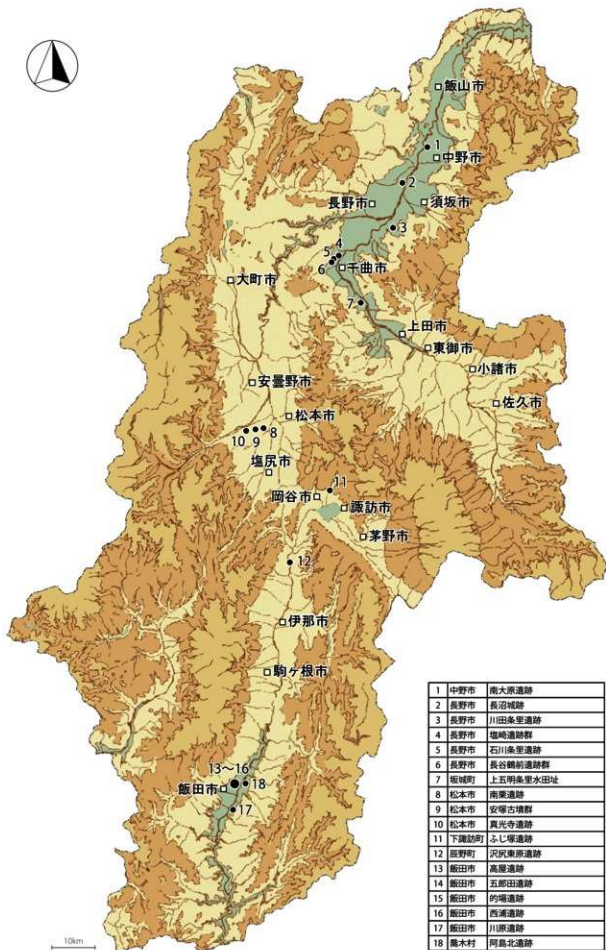 飯山市
1
中野市
2
長野市
須坂市
3
4
5
6
千曲市
大町市
7
上田市
東御市
小諸市
安曇野市
佐久市
松本市
10 9 8
塩尻市
11
岡谷市
諏訪市
茅野市
12
伊那市
駒ヶ根市
13〜16
飯田市
18
17
10km
1 中野市 南大原遺跡
2 長野市 長沼城跡
3 長野市 川田条里遺跡
4 長野市 塩崎遺跡群
5 長野市 石川条里遺跡
6 長野市 長谷鶴前遺跡群
7 坂城町 上五明条里水田址
8 松本市 南栗遺跡
9 松本市 安塚古墳群
10 松本市 真光寺遺跡
11 下諏訪町 ふじ塚遺跡
12 辰野町 沢尻東原遺跡
13 飯田市 高屋遺跡
14 飯田市 五郎田遺跡
15 飯田市 的場遺跡
16 飯田市 西浦遺跡
17 飯田市 川原遺跡
18 喬木村 阿島北遺跡